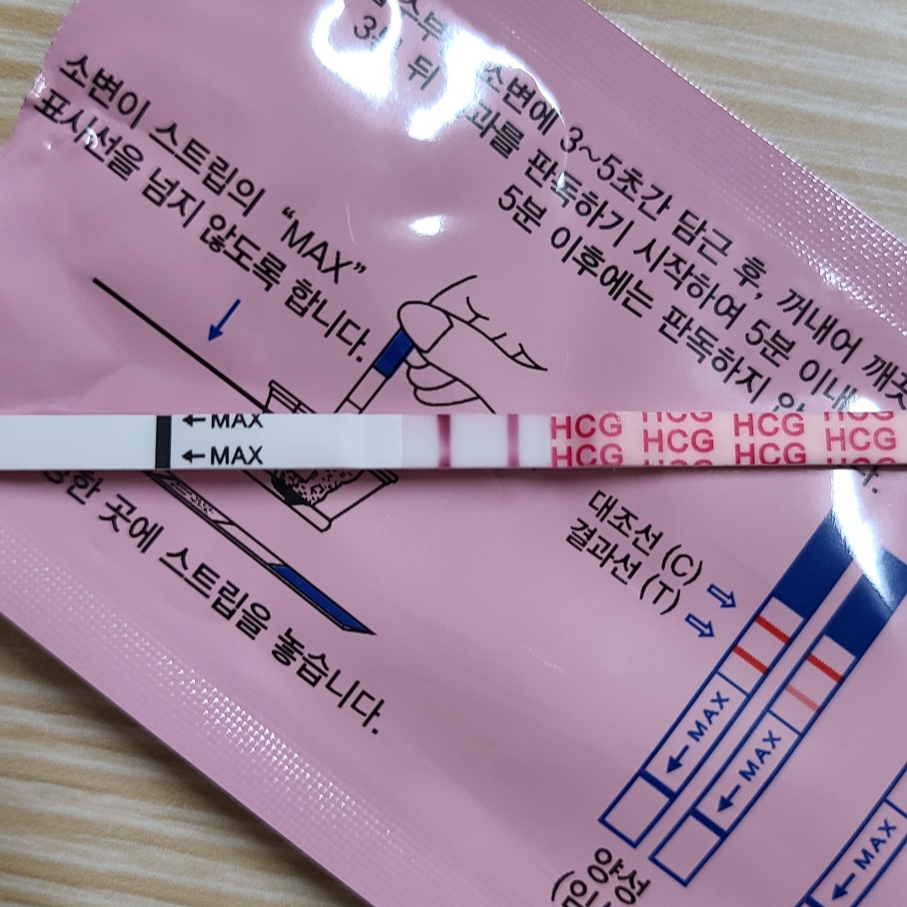 소변이 스트립의 “MAX”
표시선을 넘지 않도록 합니다.
3 뒤
소변에 3~5초간 담근 후, 꺼내어
과를 판독하기 시작하여 5분 이내
5분 이후에는 판독하지
←MAX
←MAX
HCG HCG HCG HCG
HCG HCG HCG HCG
HCG HCG HCG HCG
한 곳에 스트립을 놓습니다.
대조선 (C)
결과선 (T)
←MAX
←MAX
←MAX
양성